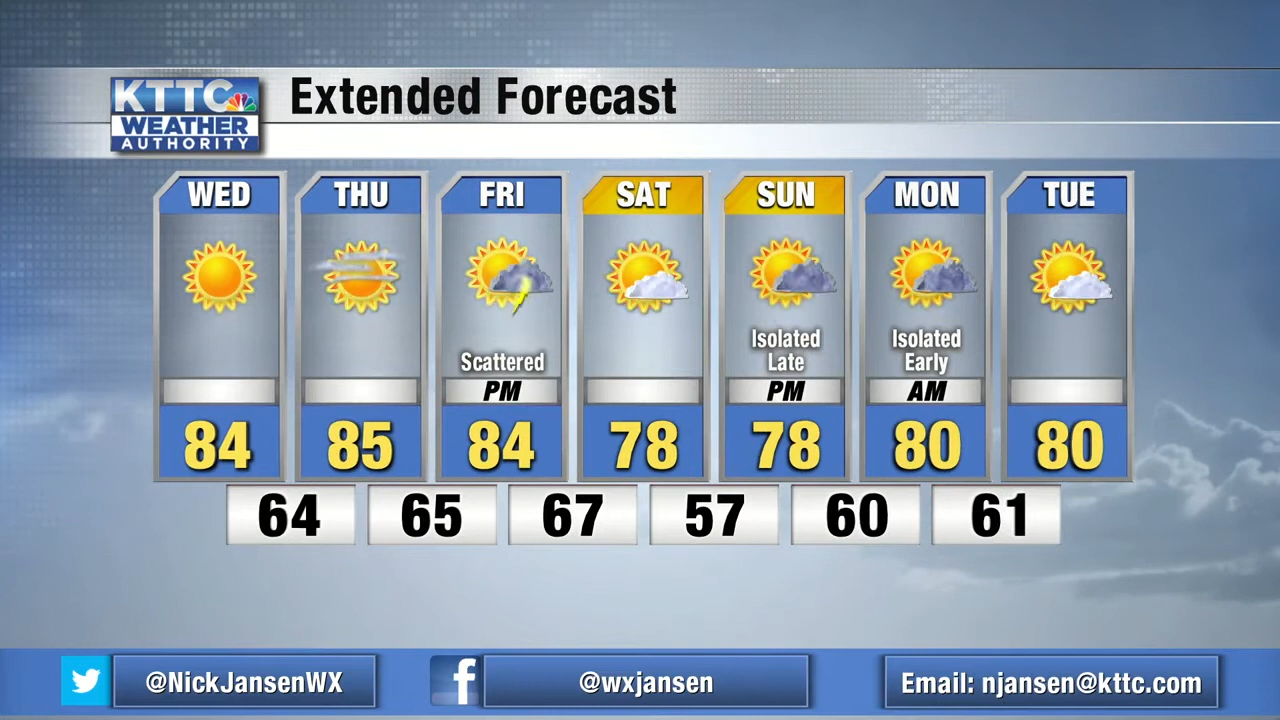 KTTC
WEATHER
AUTHORITY
Extended Forecast
WED THU FRI SAT SUN MON TUE
Scattered
Isolated
Late
Isolated
Early
PM PM AM
84 85 84 78 78 80 80
64 65 67 57 60 61
@NickJansenWX
@wxjansen
Email: njansen@kttc.com